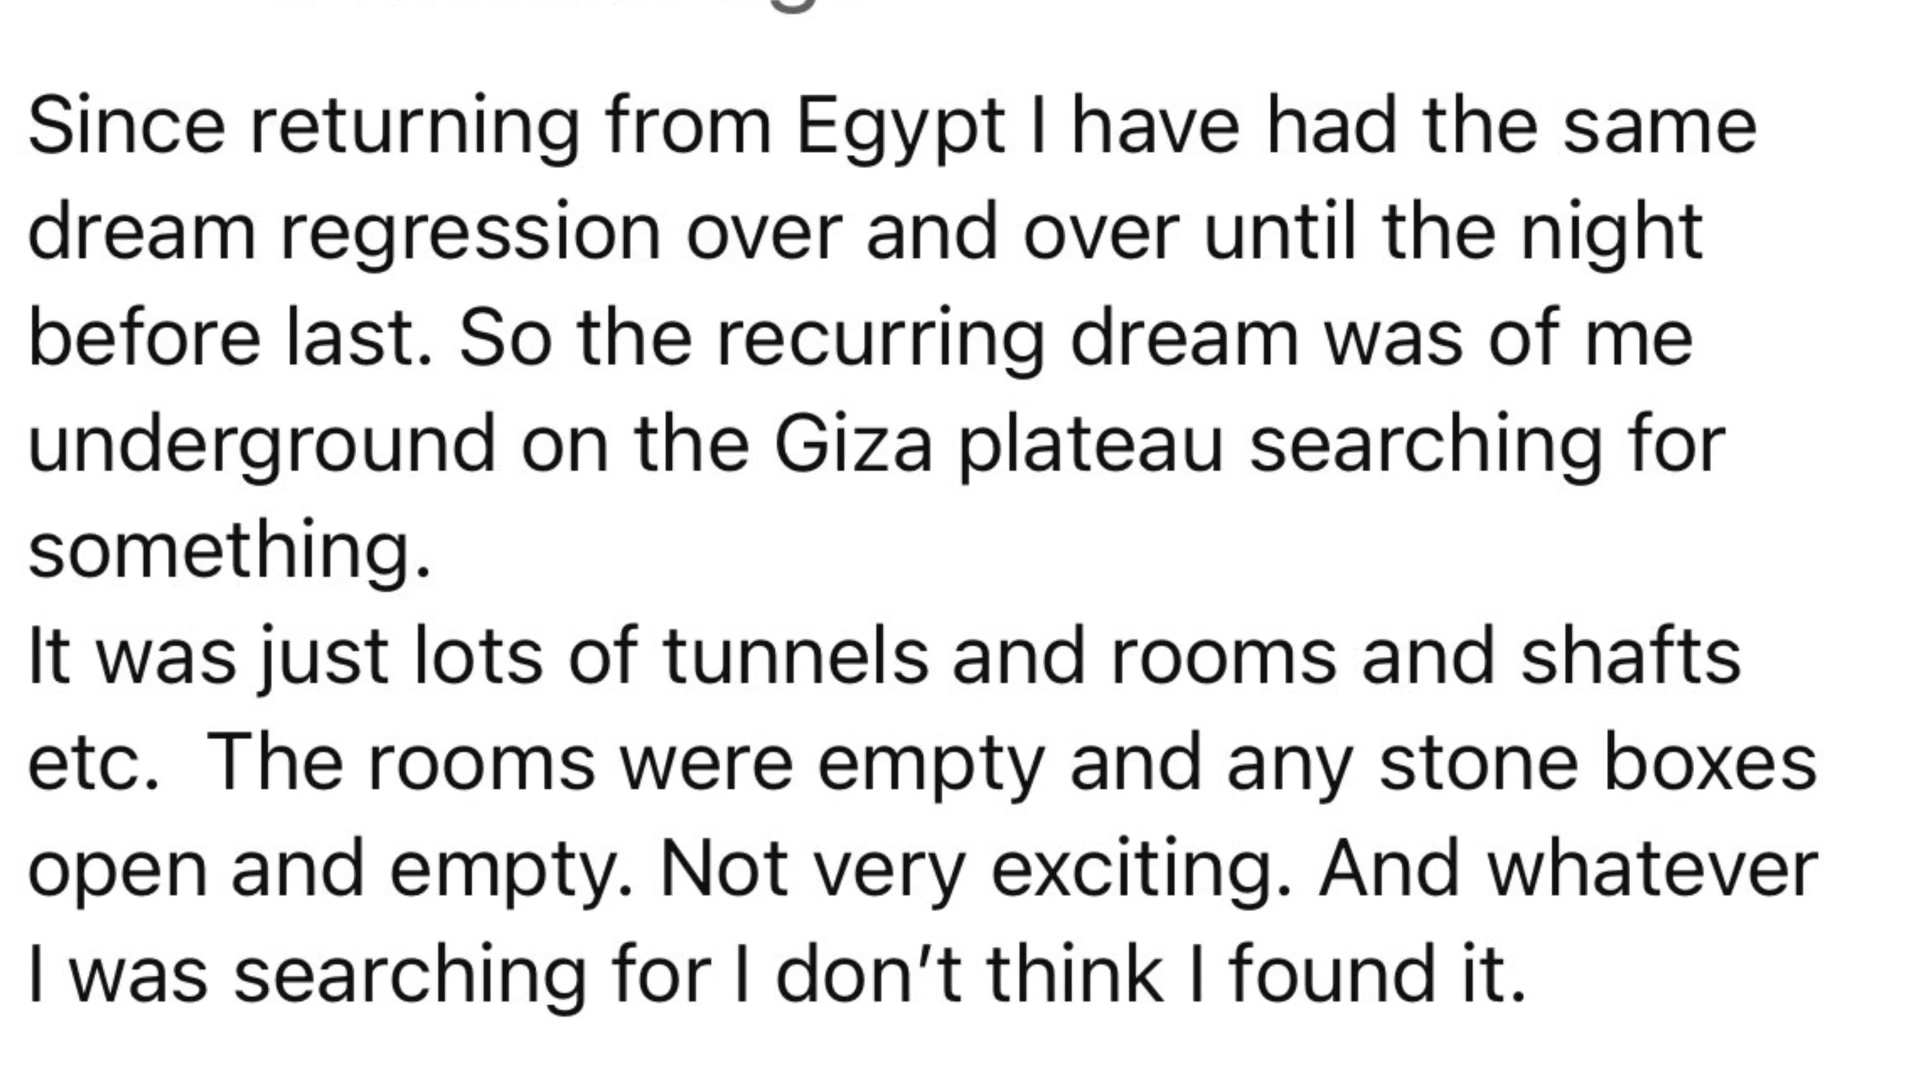 Since returning from Egypt I have had the same
dream regression over and over until the night
before last. So the recurring dream was of me
underground on the Giza plateau searching for
something.
It was just lots of tunnels and rooms and shafts
etc.  The rooms were empty and any stone boxes
open and empty. Not very exciting. And whatever
I was searching for I don’t think I found it.